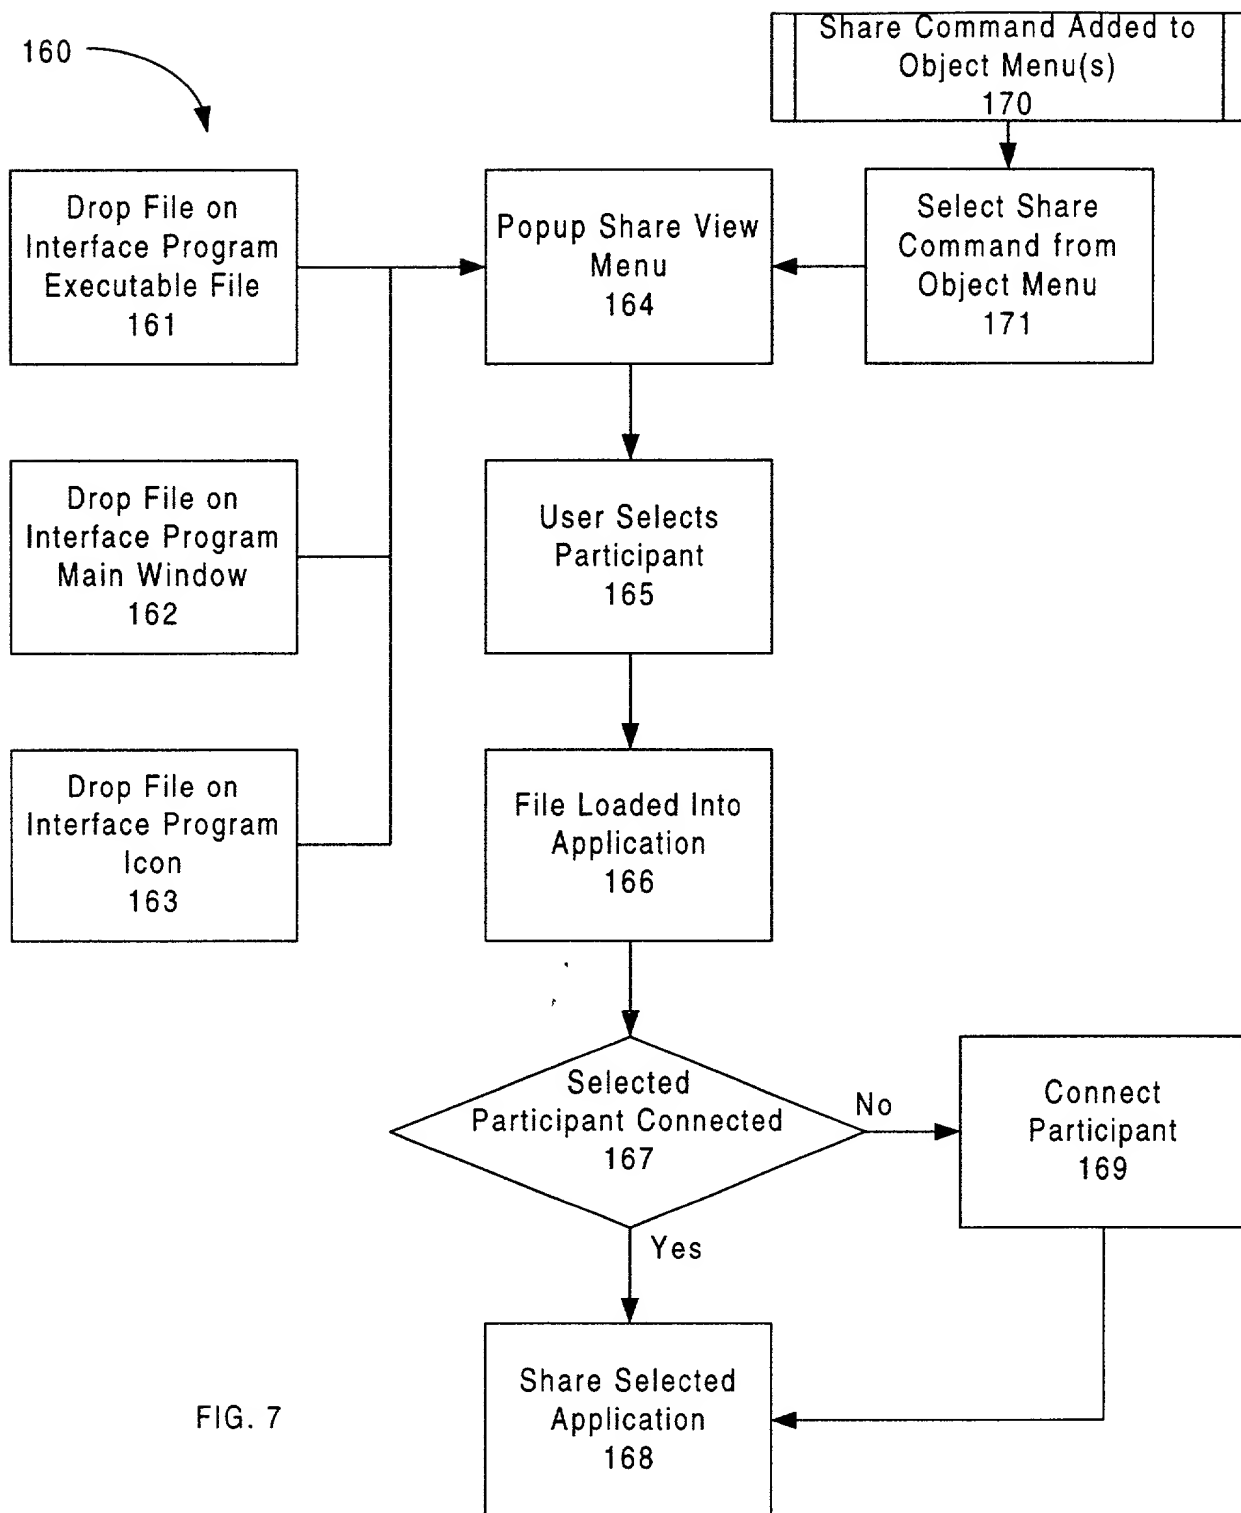 160
Share Command Added to
Object Menu(s)
170
Drop File on
Interface Program
Executable File
161
Popup Share View
Menu
164
Select Share
Command from
Object Menu
171
Drop File on
Interface Program
Main Window
162
User Selects
Participant
165
Drop File on
Interface Program
Icon
163
File Loaded Into
Application
166
Selected
Participant Connected
167
No
Connect
Participant
169
Yes
Share Selected
Application
168
FIG. 7